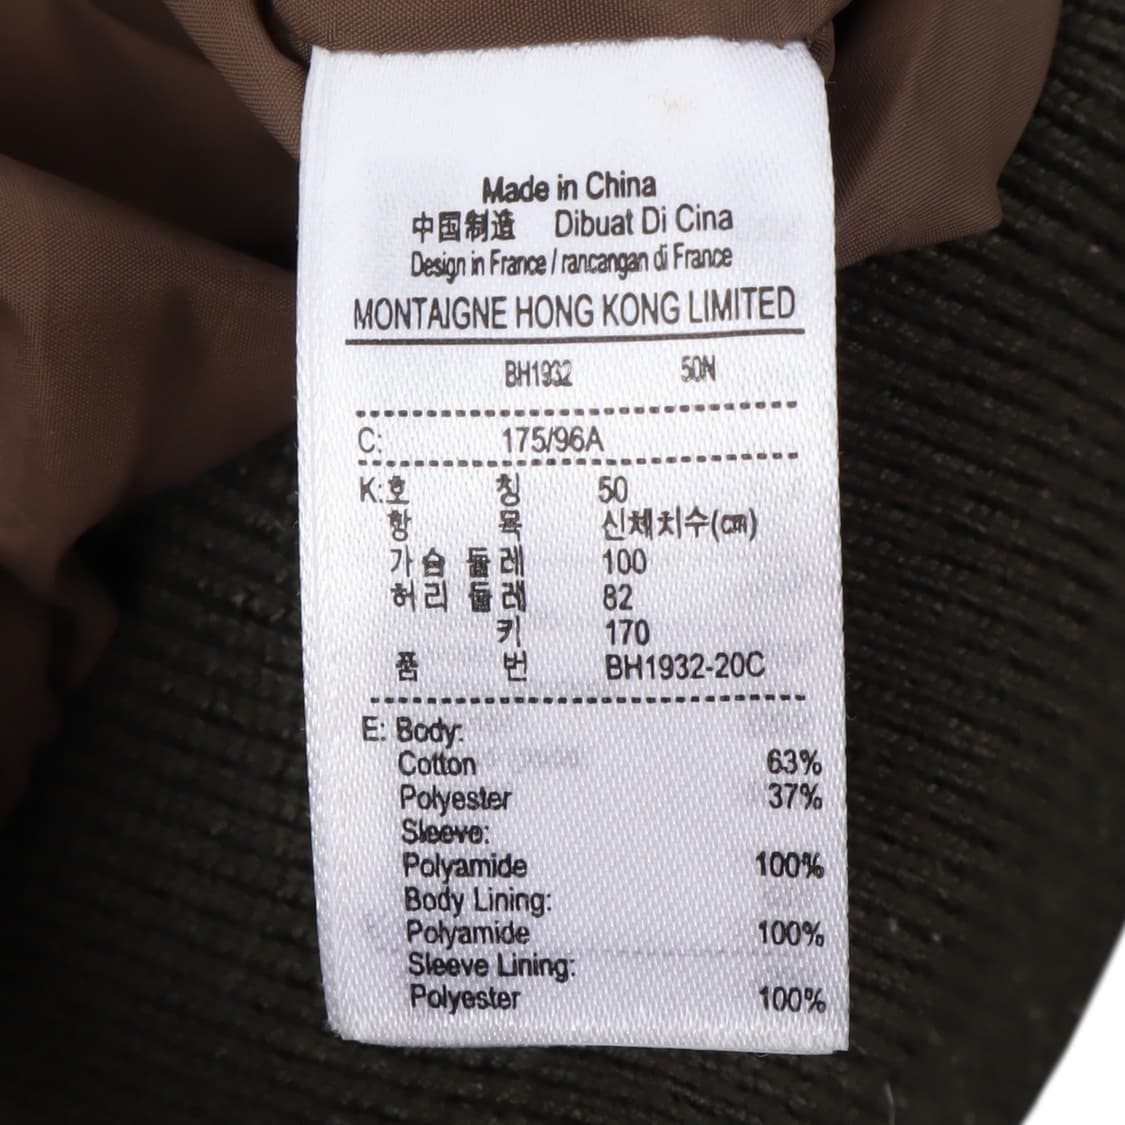 Made in China
中国制造 Dibuat Di Cina
Design in France / rancangan di France
MONTAIGNE HONG KONG LIMITED
BH1932 50N
C: 175/96A
K:호 칭 50
항 목 신체치수(cm)
가슴 둘레 100
허리 둘레 82
키 170
품 번 BH1932-20C
E: Body:
Cotton 63%
Polyester 37%
Sleeve:
Polyamide 100%
Body Lining:
Polyamide 100%
Sleeve Lining:
Polyester 100%